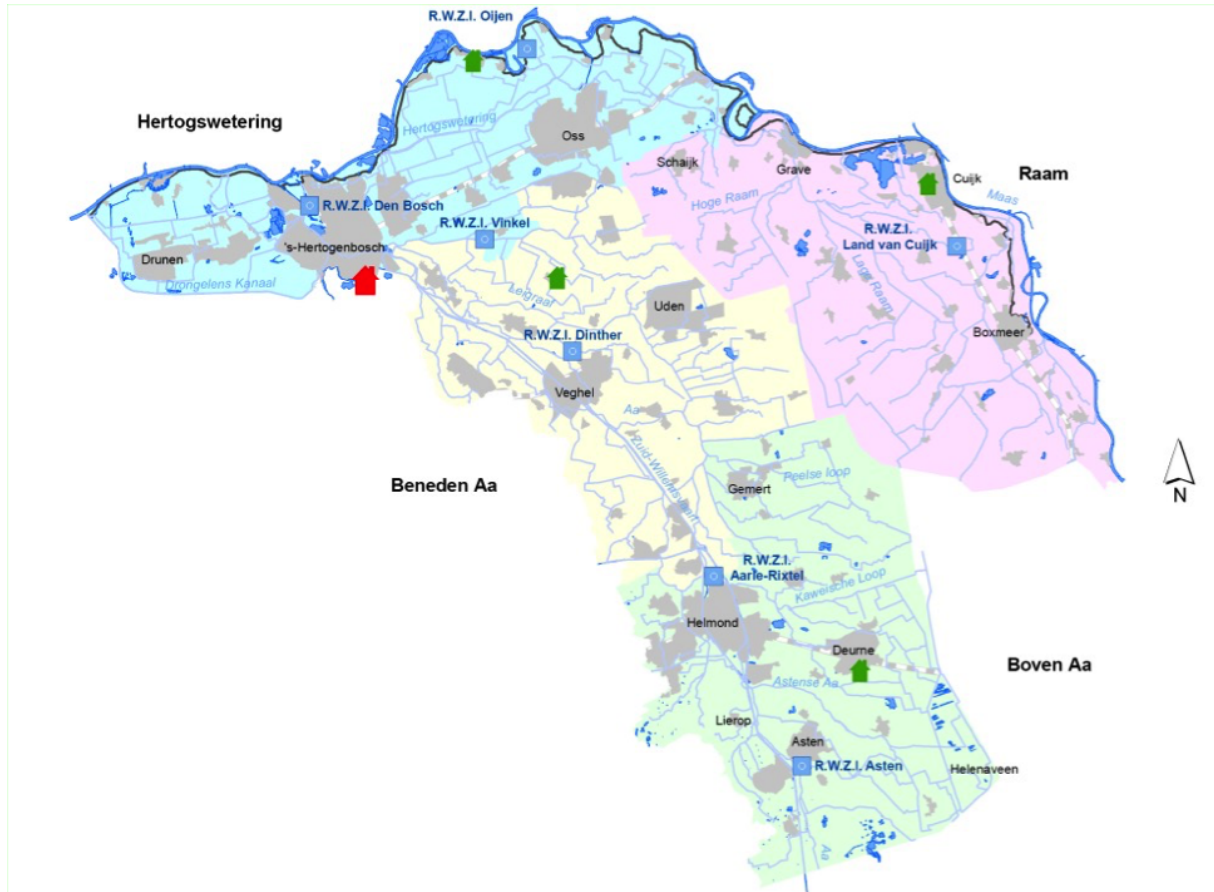 R.W.Z.I. Oijen
Hertogswetering
Hertogswetering
Oss
Schaijk
Grave
Cuijk
Raam
Maas
Hoge Raam
R.W.Z.I. Den Bosch
R.W.Z.I. Vinkel
R.W.Z.I.
Land van Cuijk
's-Hertogenbosch
Drunen
Drongelens Kanaal
Lage Raam
Leigraaf
Uden
Boxmeer
R.W.Z.I. Dinther
Veghel
Aa
Zuid-Willemsvaart
Beneden Aa
Gemert
Peelse loop
N
R.W.Z.I.
Aarle-Rixtel
Kaweische Loop
Helmond
Deurne
Boven Aa
Astense Aa
Lierop
Asten
R.W.Z.I. Asten
Helenaveen
Aa